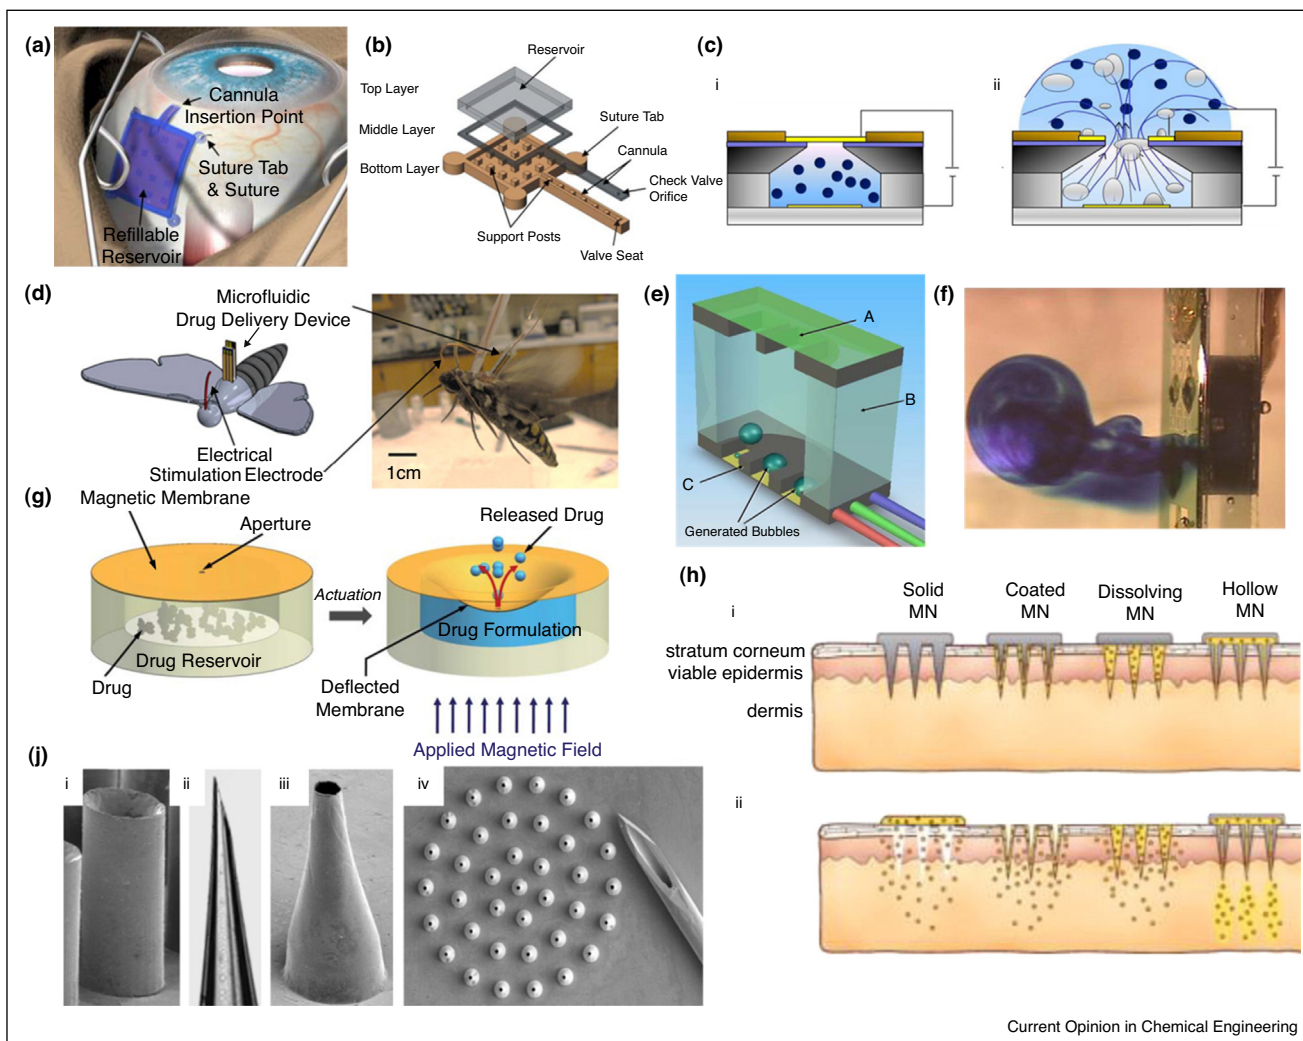 (a)
Cannula
Insertion Point
Suture Tab
& Suture
Refillable
Reservoir
(b)
Reservoir
Top Layer
Middle Layer
Bottom Layer
Suture Tab
Cannula
Check Valve
Orifice
Support Posts
Valve Seat
(c)
i
ii
(d)
Microfluidic
Drug Delivery Device
Electrical
Stimulation Electrode
1cm
(e)
A
B
C
Generated Bubbles
(f)
(g)
Magnetic Membrane
Aperture
Drug Reservoir
Drug
Actuation
Released Drug
Drug Formulation
Deflected
Membrane
Applied Magnetic Field
(h)
i
Solid
MN
Coated
MN
Dissolving
MN
Hollow
MN
stratum corneum
viable epidermis
dermis
ii
(j)
i
ii
iii
iv
Current Opinion in Chemical Engineering